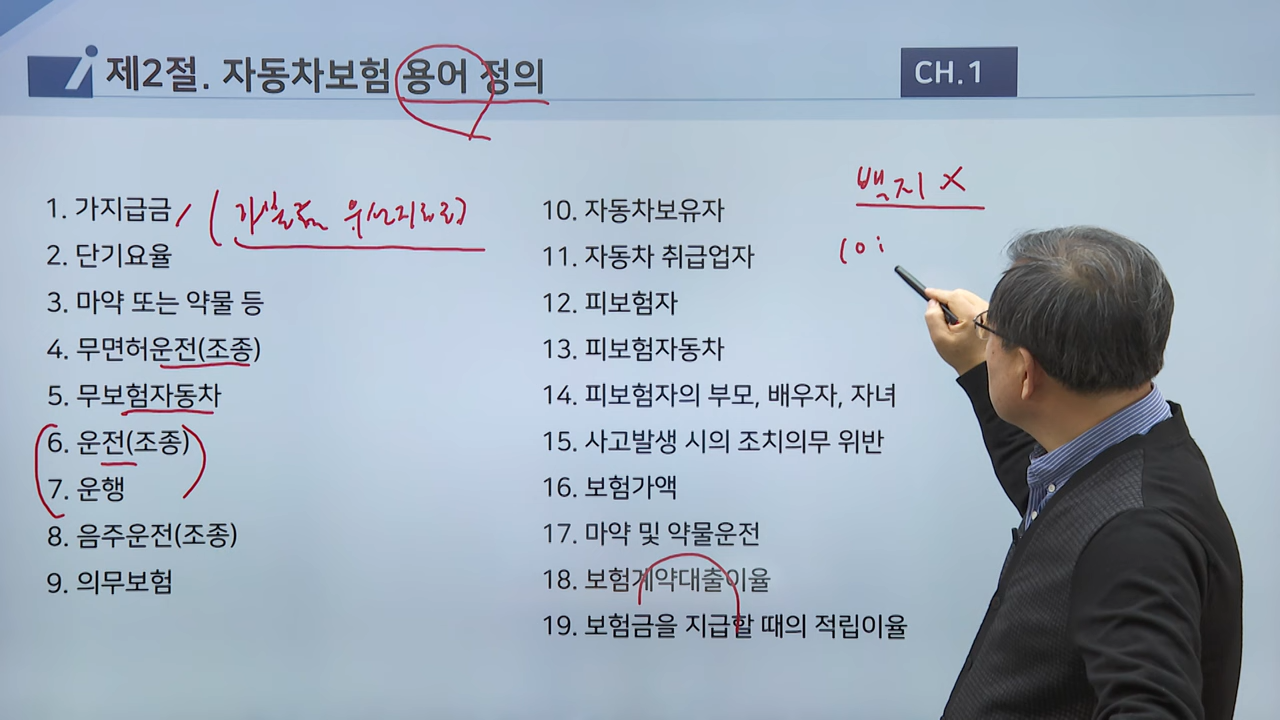 제2절. 자동차보험 용어 정의
CH.1
1. 가지급금
2. 단기요율
3. 마약 또는 약물 등
4. 무면허운전(조종)
5. 무보험자동차
6. 운전(조종)
7. 운행
8. 음주운전(조종)
9. 의무보험
백지 X
10. 자동차보유자
11. 자동차 취급업자
12. 피보험자
13. 피보험자동차
14. 피보험자의 부모, 배우자, 자녀
15. 사고발생 시의 조치의무 위반
16. 보험가액
17. 마약 및 약물운전
18. 보험계약대출이율
19. 보험금을 지급할 때의 적립이율